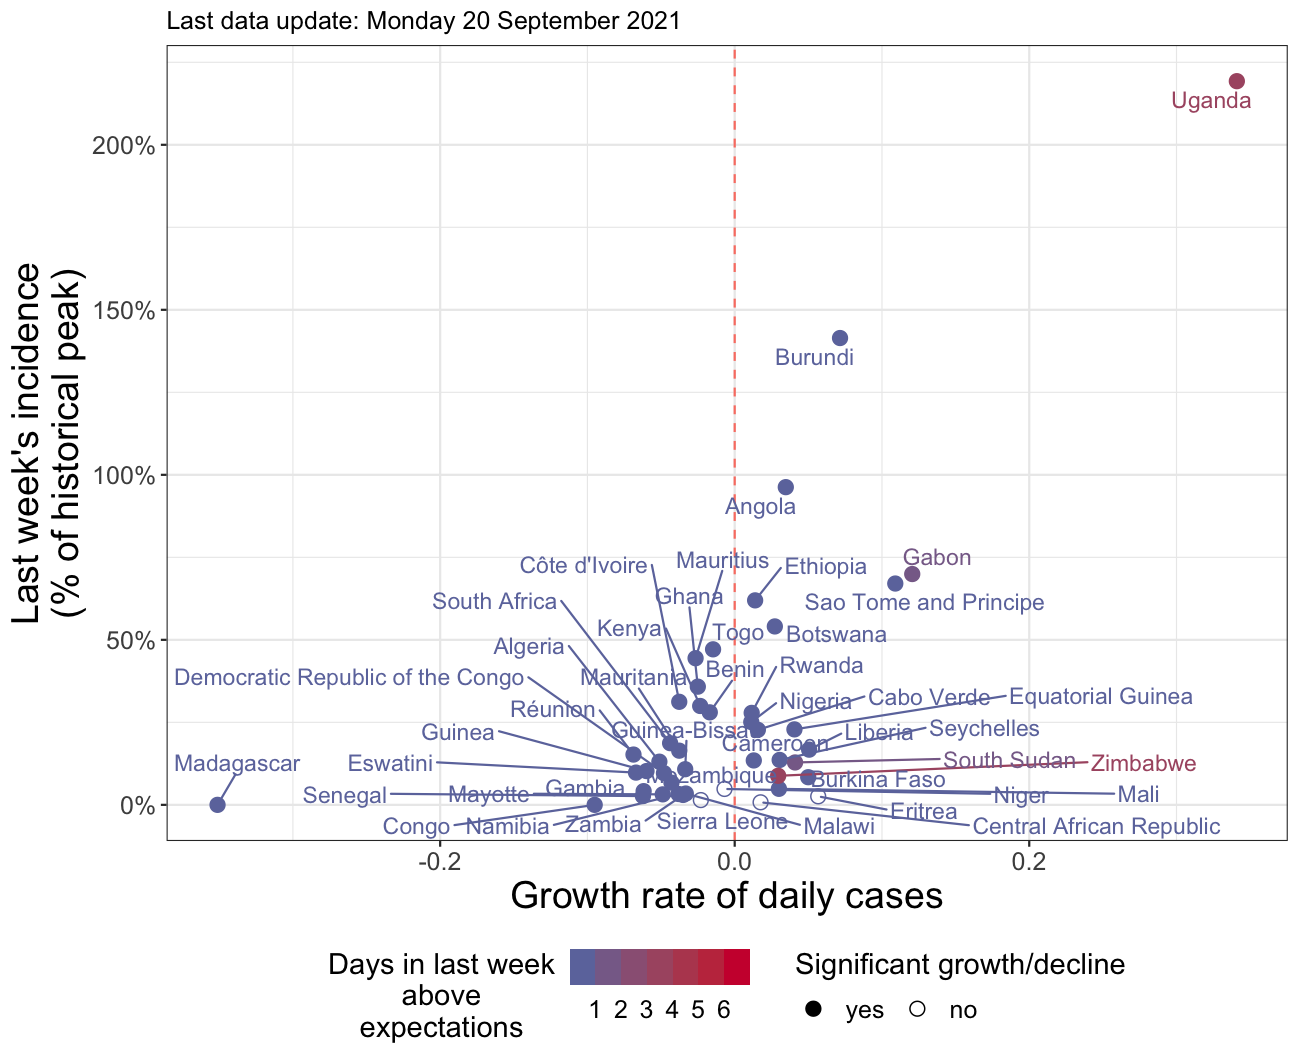 Last data update: Monday 20 September 2021
Last week's incidence
(% of historical peak)
200%
150%
100%
50%
0%
Uganda
Burundi
Angola
Gabon
Sao Tome and Principe
Côte d'Ivoire
Mauritius
Ethiopia
South Africa
Ghana
Kenya
Togo
Botswana
Algeria
Democratic Republic of the Congo
Mauritania
Benin
Rwanda
Réunion
Nigeria
Cabo Verde
Equatorial Guinea
Guinea
Guinea-Bissau
Cameroon
Liberia
Seychelles
Madagascar
Eswatini
Mozambique
South Sudan
Zimbabwe
Burkina Faso
Senegal
Mayotte
Gambia
Niger
Mali
Eritrea
Congo
Namibia
Zambia
Sierra Leone
Malawi
Central African Republic
-0.2
0.0
0.2
Growth rate of daily cases
Days in last week
above
expectations
1 2 3 4 5 6
Significant growth/decline
yes
no